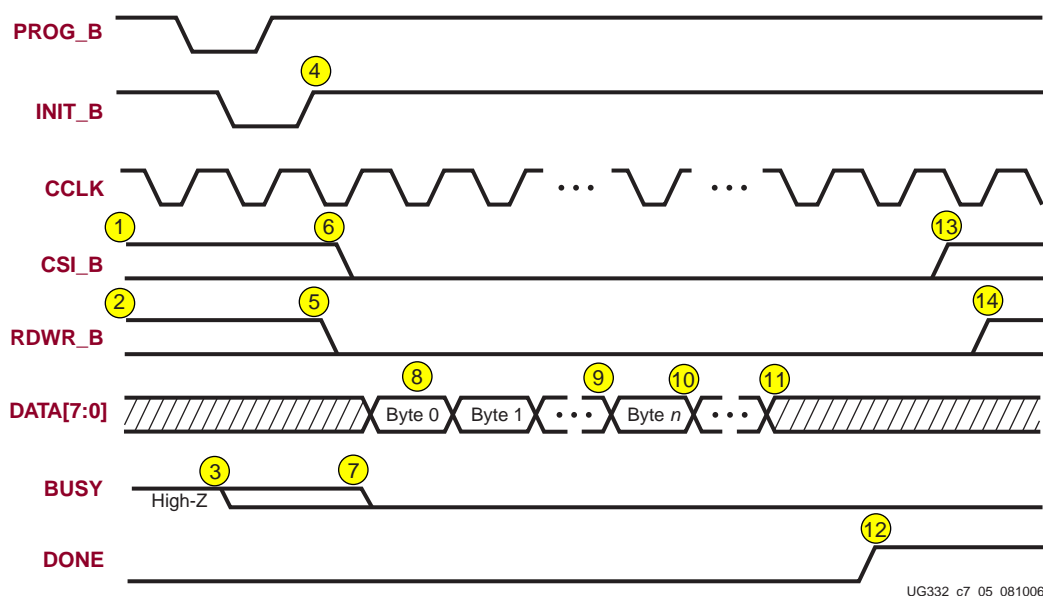 PROG_B
4
INIT_B
CCLK
... ...
1 6 13
CSI_B
2 5 14
RDWR_B
8 9 10 11
DATA[7:0] Byte 0 Byte 1 ... Byte n ...
3 7
BUSY
High-Z
12
DONE
UG332_c7_05_081006